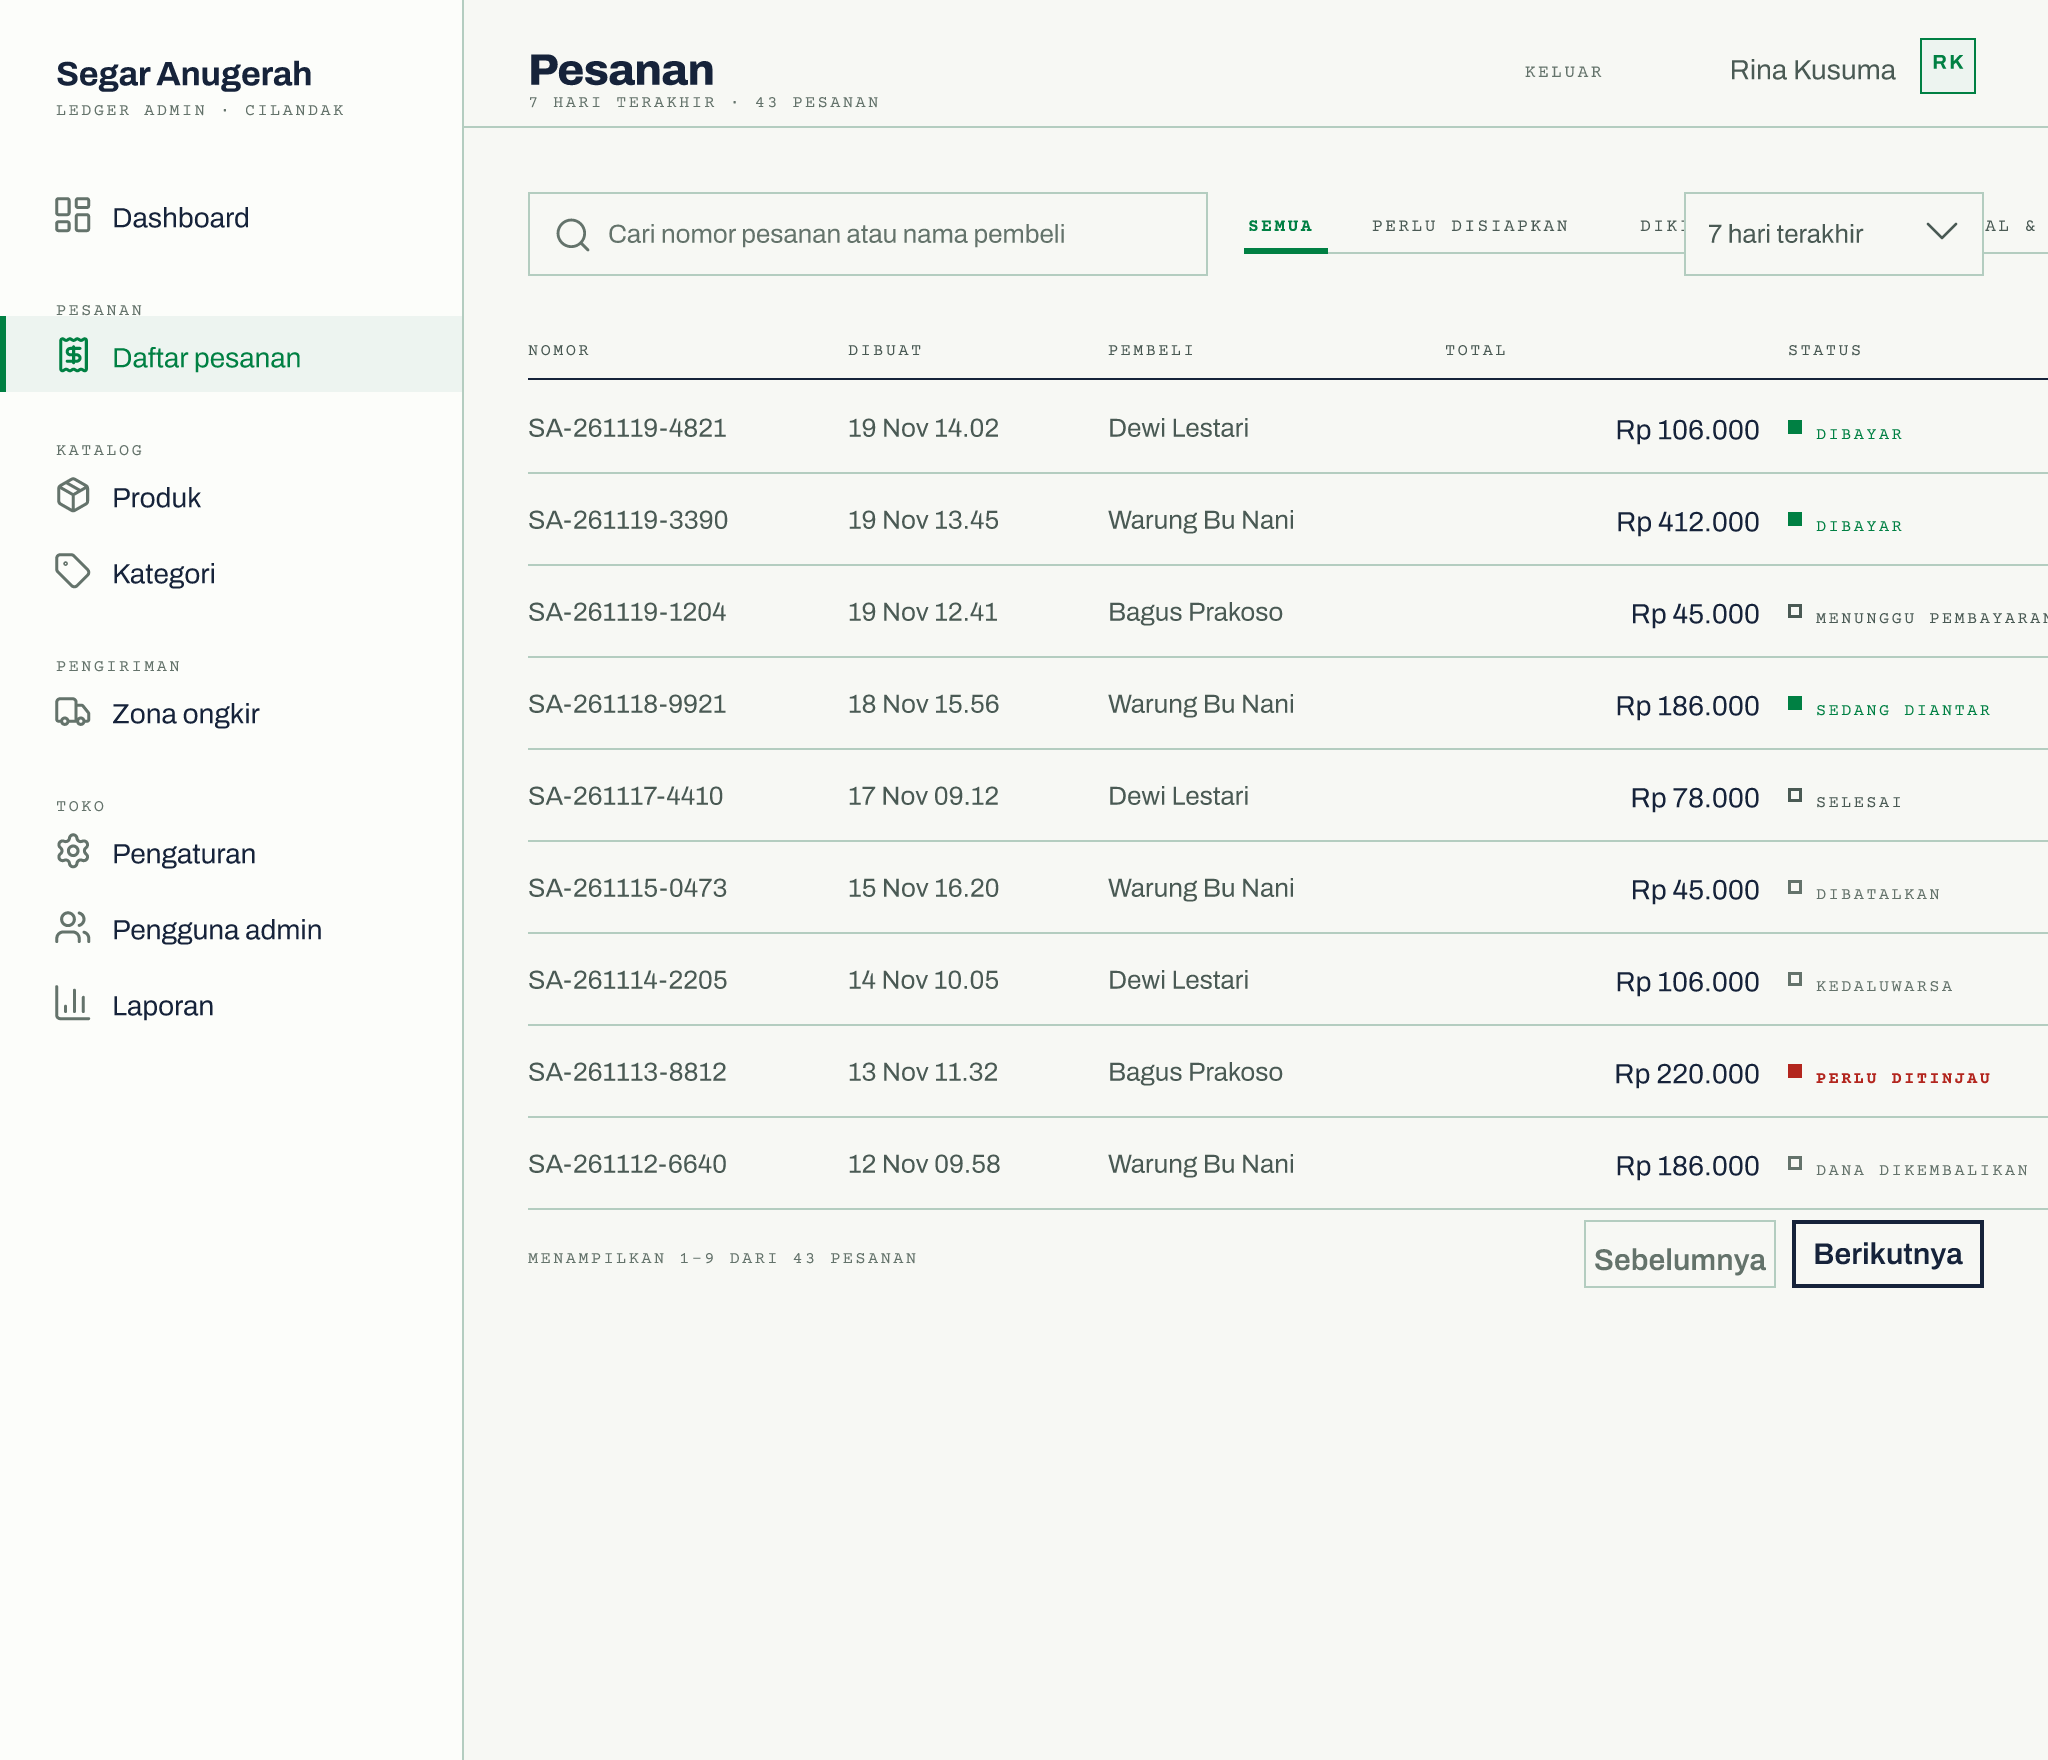 Segar Anugerah
LEDGER ADMIN · CILANDAK
Dashboard
PESANAN
Daftar pesanan
KATALOG
Produk
Kategori
PENGIRIMAN
Zona ongkir
TOKO
Pengaturan
Pengguna admin
Laporan
Pesanan
7 HARI TERAKHIR · 43 PESANAN
KELUAR
Rina Kusuma
RK
Cari nomor pesanan atau nama pembeli
SEMUA PERLU DISIAPKAN
7 hari terakhir
&
NOMOR DIBUAT PEMBELI TOTAL STATUS
SA-261119-4821 19 Nov 14.02 Dewi Lestari Rp 106.000 DIBAYAR
SA-261119-3390 19 Nov 13.45 Warung Bu Nani Rp 412.000 DIBAYAR
SA-261119-1204 19 Nov 12.41 Bagus Prakoso Rp 45.000 MENUNGGU PEMBAYARAN
SA-261118-9921 18 Nov 15.56 Warung Bu Nani Rp 186.000 SEDANG DIANTAR
SA-261117-4410 17 Nov 09.12 Dewi Lestari Rp 78.000 SELESAI
SA-261115-0473 15 Nov 16.20 Warung Bu Nani Rp 45.000 DIBATALKAN
SA-261114-2205 14 Nov 10.05 Dewi Lestari Rp 106.000 KEDALUWARSA
SA-261113-8812 13 Nov 11.32 Bagus Prakoso Rp 220.000 PERLU DITINJAU
SA-261112-6640 12 Nov 09.58 Warung Bu Nani Rp 186.000 DANA DIKEMBALIKAN
MENAMPILKAN 1–9 DARI 43 PESANAN
Sebelumnya
Berikutnya